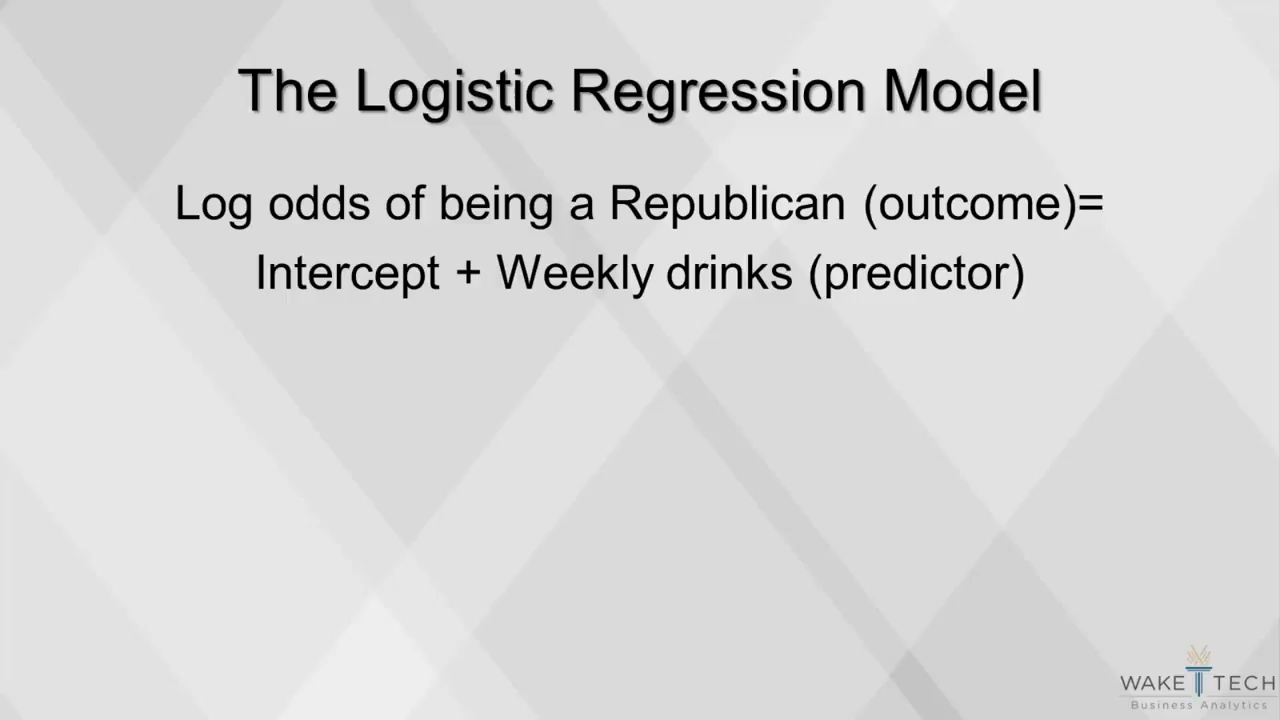 The Logistic Regression Model
Log odds of being a Republican (outcome)=
Intercept + Weekly drinks (predictor)
WAKE TECH
Business Analytics